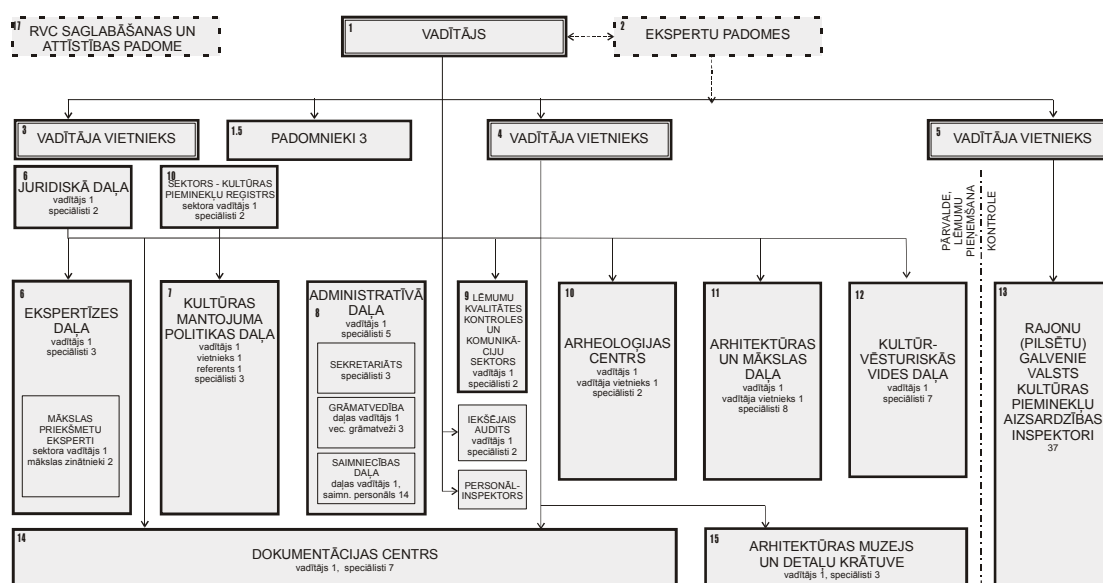 17
RVC SAGLABĀŠANAS UN
ATTĪSTĪBAS PADOME
1
VADĪTĀJS
2
EKSPERTU PADOMES
3
VADĪTĀJA VIETNIEKS
1.5
PADOMNIEKI 3
4
VADĪTĀJA VIETNIEKS
5
VADĪTĀJA VIETNIEKS
6
JURIDISKĀ DAĻA
vadītājs 1
speciālisti 2
10
SEKTORS - KULTŪRAS
PIEMINEKĻU REĢISTRS
sektora vadītājs 1
speciālisti 2
PĀRVALDE,
LĒMUMU
PIEŅEMŠANA
KONTROLE
6
EKSPERTĪZES
DAĻA
vadītājs 1
speciālisti 3
MĀKSLAS
PRIEKŠMETU
EKSPERTI
sektora vadītājs 1
mākslas zinātnieki 2
7
KULTŪRAS
MANTOJUMA
POLITIKAS DAĻA
vadītājs 1
vietnieks 1
referents 1
speciālisti 3
ADMINISTRATĪVĀ
8 DAĻA
vadītājs 1
speciālisti 5
SEKRETARIĀTS
speciālisti 3
GRĀMATVEDĪBA
daļas vadītājs 1
vec. grāmatveži 3
SAIMNIECĪBAS
DAĻA
daļas vadītājs 1,
saimn. personāls 14
9 LĒMUMU
KVALITĀTES
KONTROLES
UN
KOMUNIKĀ-
CIJU
SEKTORS
vadītājs 1
speciālisti 2
IEKŠĒJAIS
AUDITS
vadītājs 1
speciālisti 2
PERSONĀL-
INSPEKTORS
10
ARHEOLOĢIJAS
CENTRS
vadītājs 1
vadītāja vietnieks 1
speciālisti 2
11
ARHITEKTŪRAS
UN MĀKSLAS
DAĻA
vadītājs 1
vadītāja vietnieks 1
speciālisti 8
12
KULTŪR-
VĒSTURISKĀS
VIDES DAĻA
vadītājs 1
speciālisti 7
13
RAJONU
(PILSĒTU)
GALVENIE
VALSTS
KULTŪRAS
PIEMINEKĻU
AIZSARDZĪBAS
INSPEKTORI
37
14
DOKUMENTĀCIJAS CENTRS
vadītājs 1, speciālisti 7
15
ARHITEKTŪRAS MUZEJS
UN DETAĻU KRĀTUVE
vadītājs 1, speciālisti 3